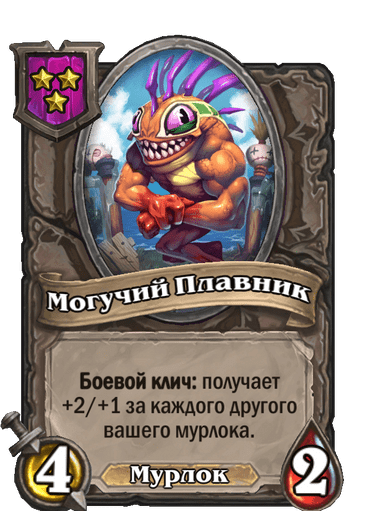 Могучий Плавник
Боевой клич: получает
+2/+1 за каждого другого
вашего мурлока.
4
Мурлок
2